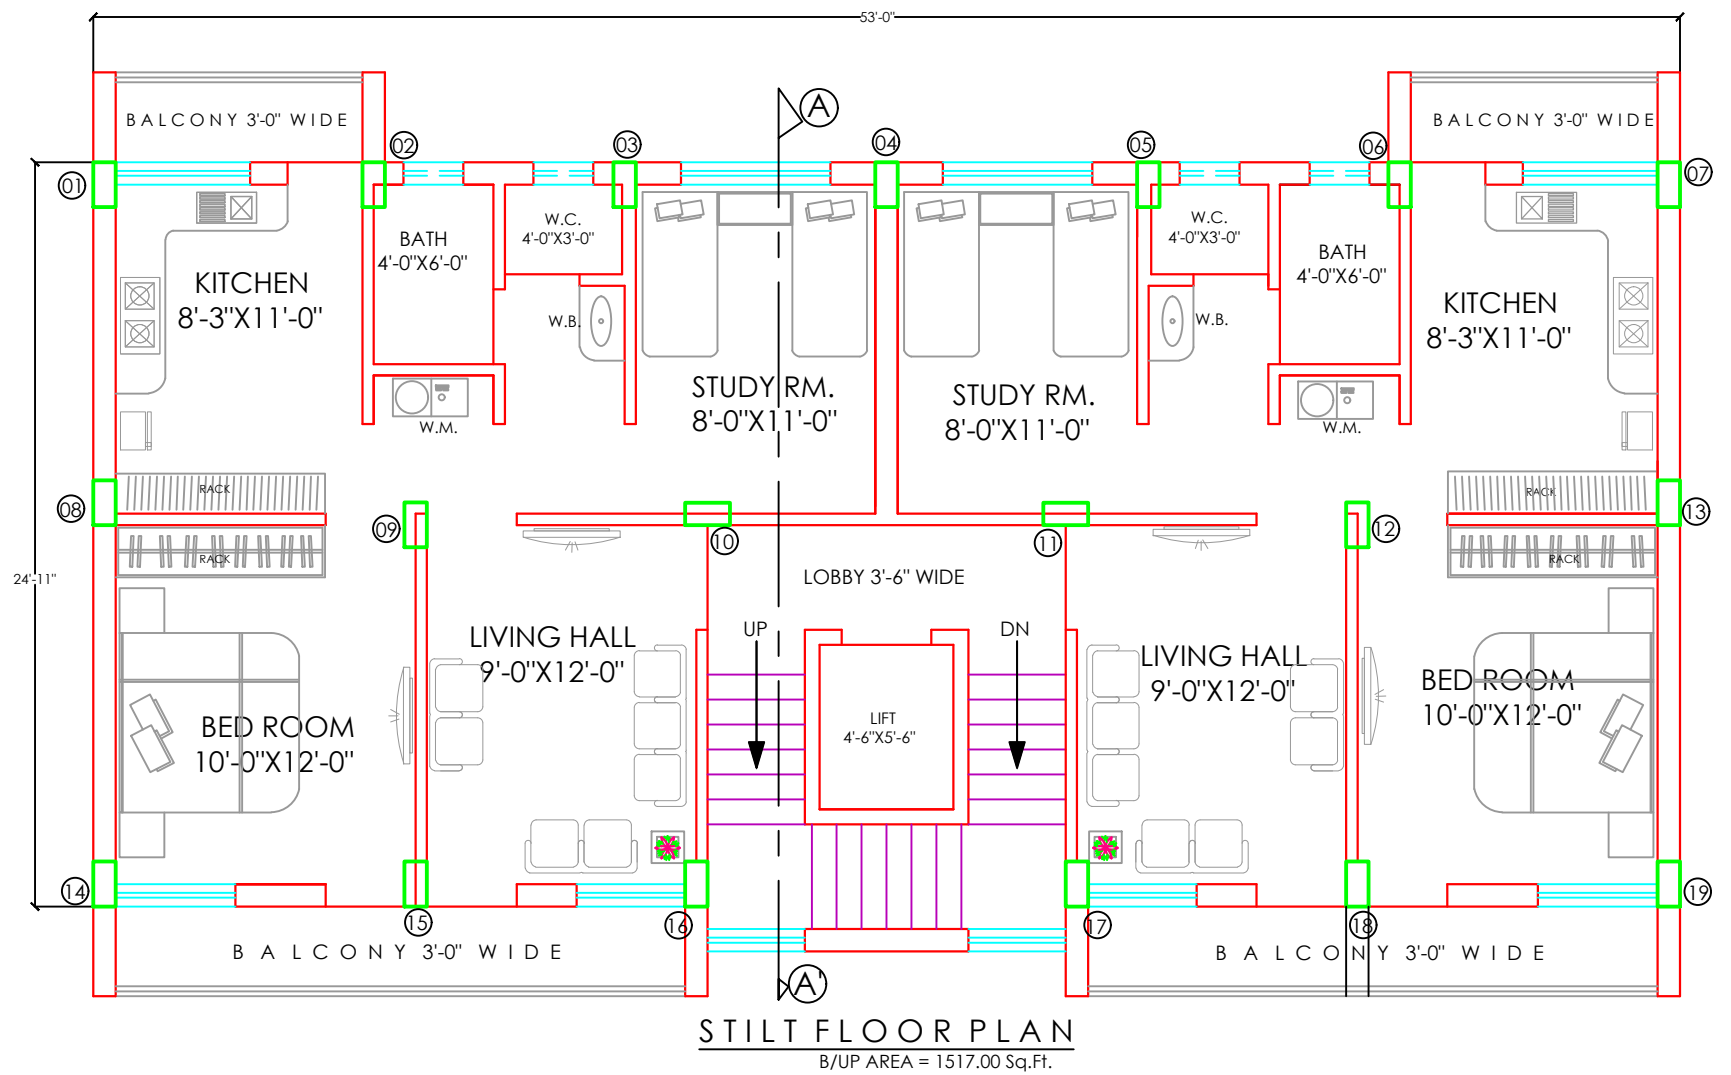 53'-0"
BALCONY 3'-0" WIDE
BALCONY 3'-0" WIDE
A
01
02
03
04
05
06
07
BATH
4'-0"X6'-0"
W.C.
4'-0"X3'-0"
W.C.
4'-0"X3'-0"
BATH
4'-0"X6'-0"
KITCHEN
8'-3"X11'-0"
W.B.
W.B.
KITCHEN
8'-3"X11'-0"
STUDY RM.
8'-0"X11'-0"
STUDY RM.
8'-0"X11'-0"
W.M.
W.M.
RACK
RACK
08
09
10
11
12
13
RACK
RACK
24'-11"
LOBBY 3'-6" WIDE
UP
DN
LIVING HALL
9'-0"X12'-0"
LIVING HALL
9'-0"X12'-0"
BED ROOM
10'-0"X12'-0"
LIFT
4'-6"X5'-6"
BED ROOM
10'-0"X12'-0"
14
15
16
17
18
19
BALCONY 3'-0" WIDE
BALCONY 3'-0" WIDE
A'
STILT FLOOR PLAN
B/UP AREA = 1517.00 Sq.Ft.